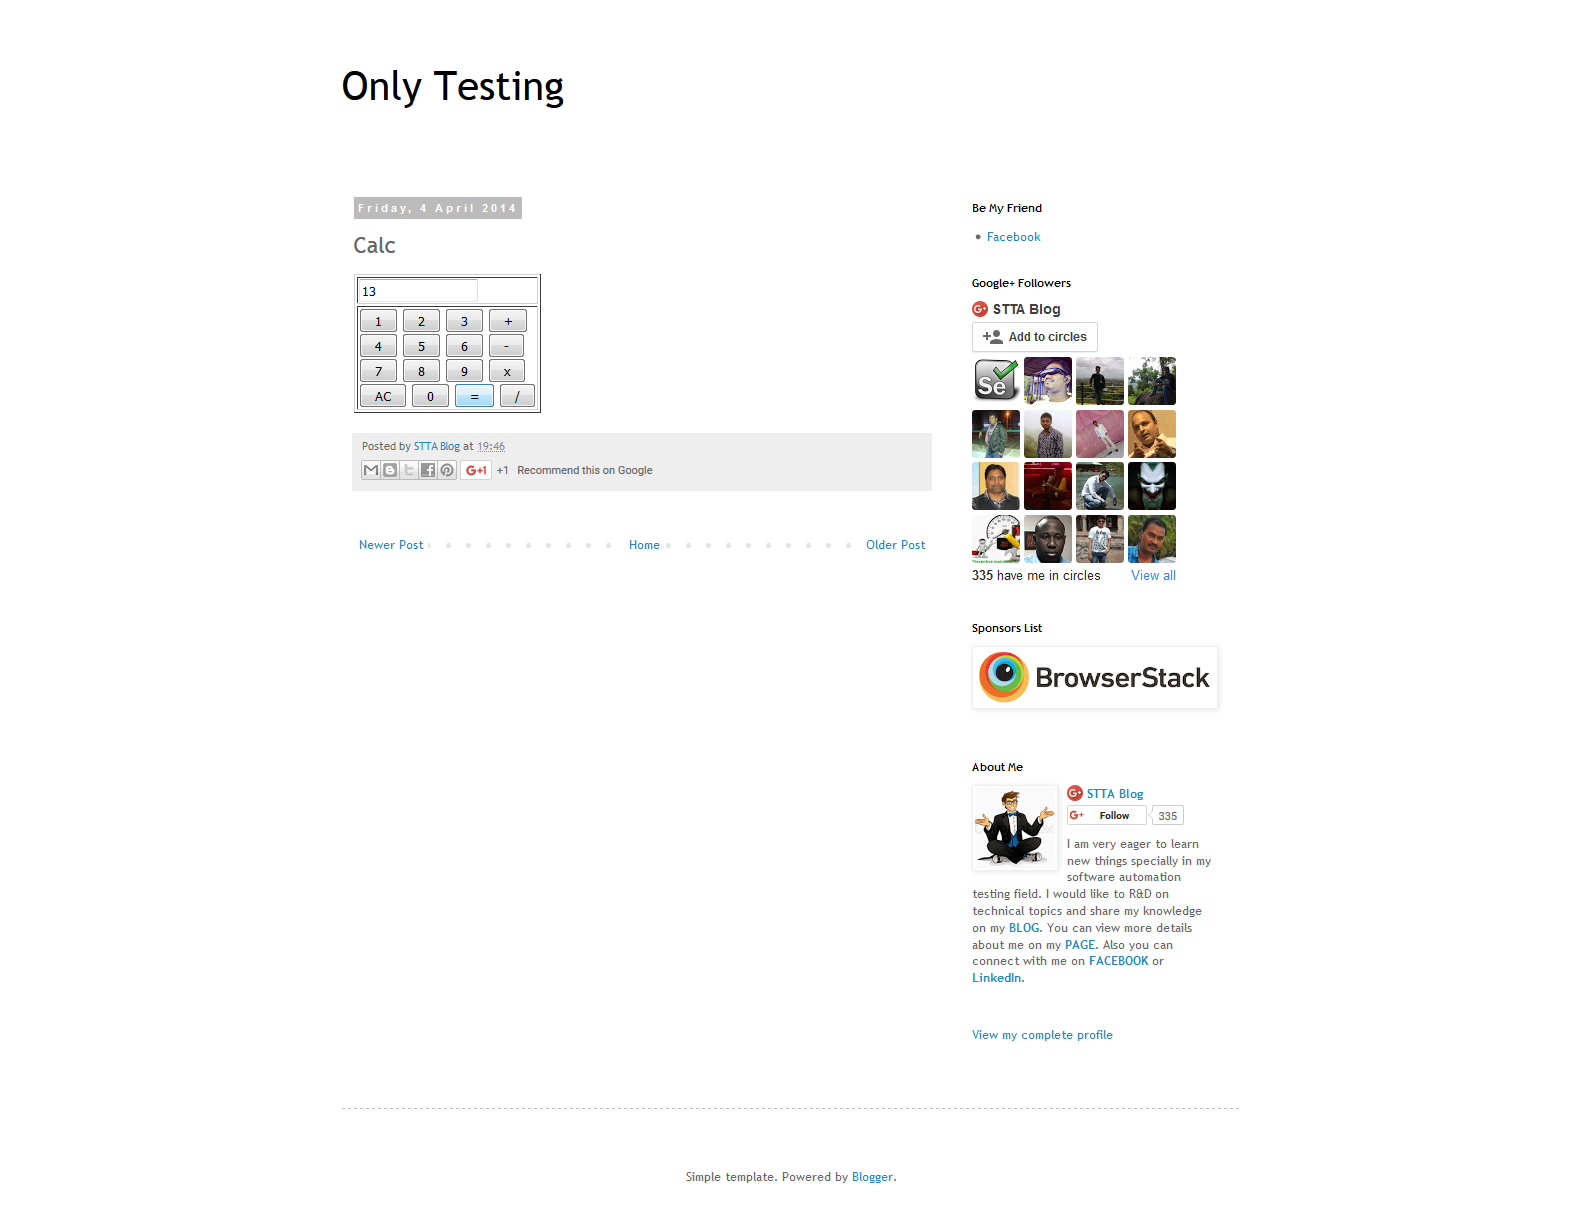 Only Testing
Friday, 4 April 2014
Calc
13
1 2 3 +
4 5 6 -
7 8 9 x
AC 0 = /
Posted by STTA Blog at 19:46
G+1 +1 Recommend this on Google
Newer Post Home Older Post
Be My Friend
Facebook
Google+ Followers
STTA Blog
Add to circles
Se
335 have me in circles View all
Sponsors List
BrowserStack
About Me
STTA Blog
G+ Follow 335
I am very eager to learn
new things specially in my
software automation
testing field. I would like to R&D on
technical topics and share my knowledge
on my BLOG. You can view more details
about me on my PAGE. Also you can
connect with me on FACEBOOK or
LinkedIn.
View my complete profile
Simple template. Powered by Blogger.